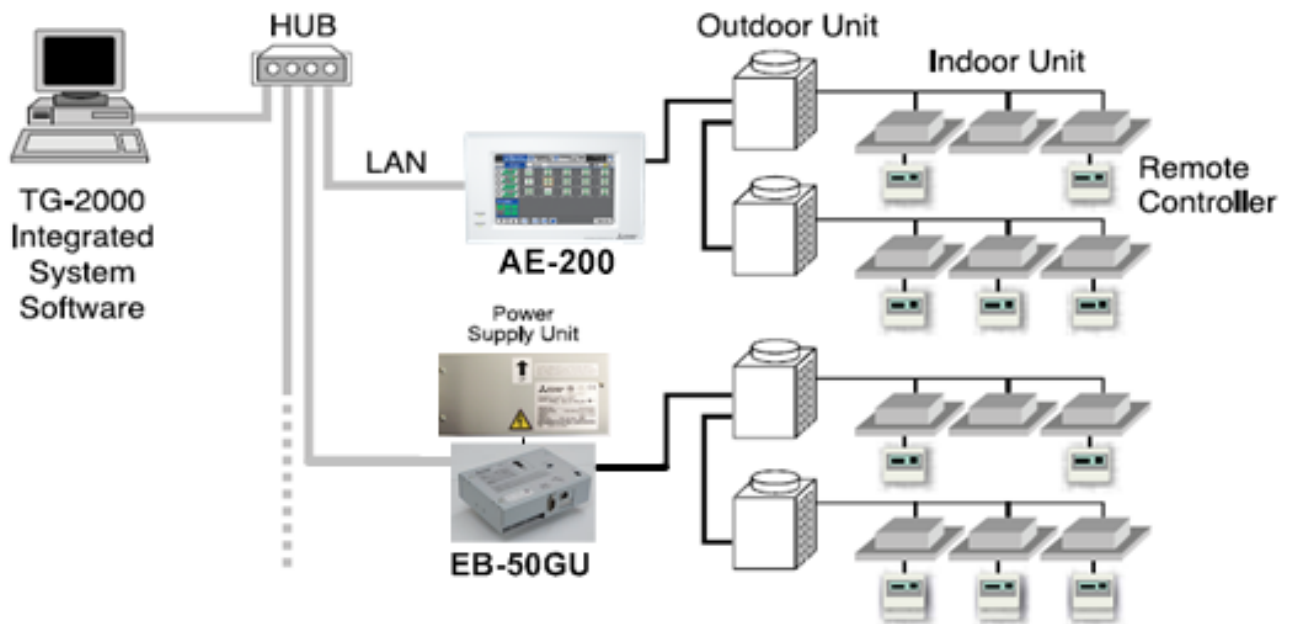 HUB
Outdoor Unit
Indoor Unit
LAN
Remote
Controller
TG-2000
Integrated
System
Software
AE-200
Power
Supply Unit
EB-50GU